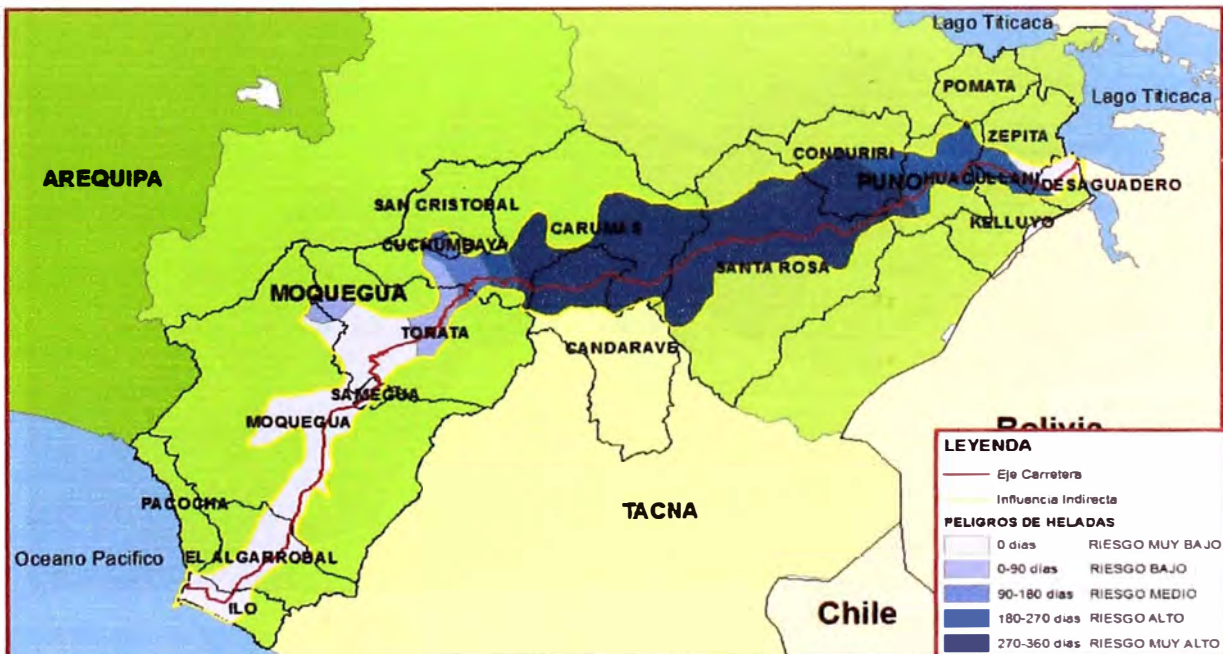 Lago Titicaca
POMATA
Lago Titicaca
ZEPITA
CONDURIRI
AREQUIPA
PUNO
HUACULLANI
DESAGUADERO
SAN CRISTOBAL
CARUMAS
KELLUYO
CUCHUMBAYA
SANTA ROSA
MOQUEGUA
TORATA
CANDARAVE
SAMEGUA
MOQUEGUA
Bolivia
PACOCHA
TACNA
Oceano Pacifico
EL ALGARROBAL
ILO
Chile
LEYENDA
Eje Carretera
Influencia Indirecta
PELIGROS DE HELADAS
0 dias RIESGO MUY BAJO
0-90 dias RIESGO BAJO
90-180 dias RIESGO MEDIO
180-270 dias RIESGO ALTO
270-360 dias RIESGO MUY ALTO